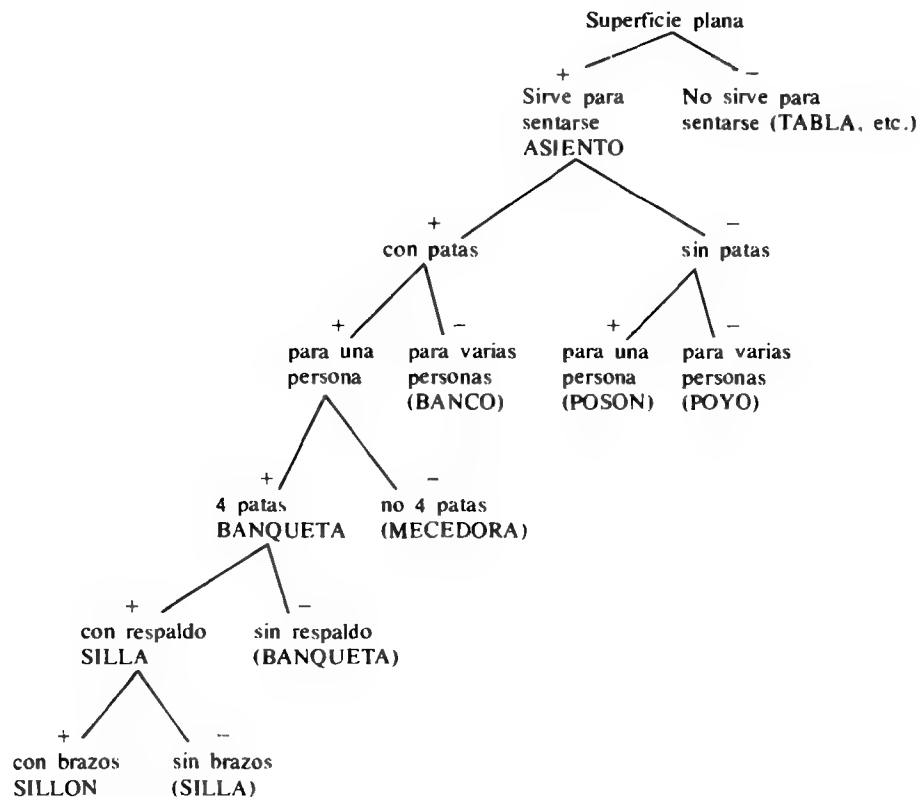 Superficie plana
+ −
Sirve para No sirve para
sentarse sentarse (TABLA, etc.)
ASIENTO
+ −
con patas sin patas
+ − + −
para una para varias para una para varias
persona personas persona personas
(BANCO) (POSON) (POYO)
+ −
4 patas no 4 patas
BANQUETA (MECEDORA)
+ −
con respaldo sin respaldo
SILLA (BANQUETA)
+ −
con brazos sin brazos
SILLON (SILLA)